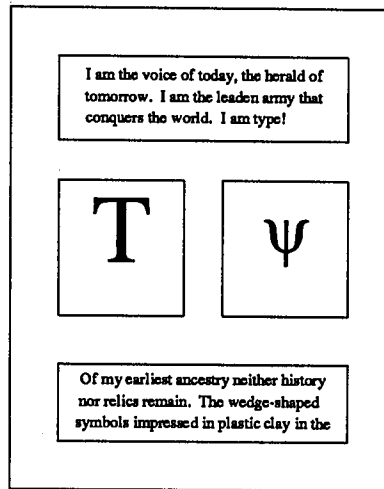 I am the voice of today, the herald of
tomorrow. I am the leaden army that
conquers the world. I am type!
T ψ
Of my earliest ancestry neither history
nor relics remain. The wedge-shaped
symbols impressed in plastic clay in the